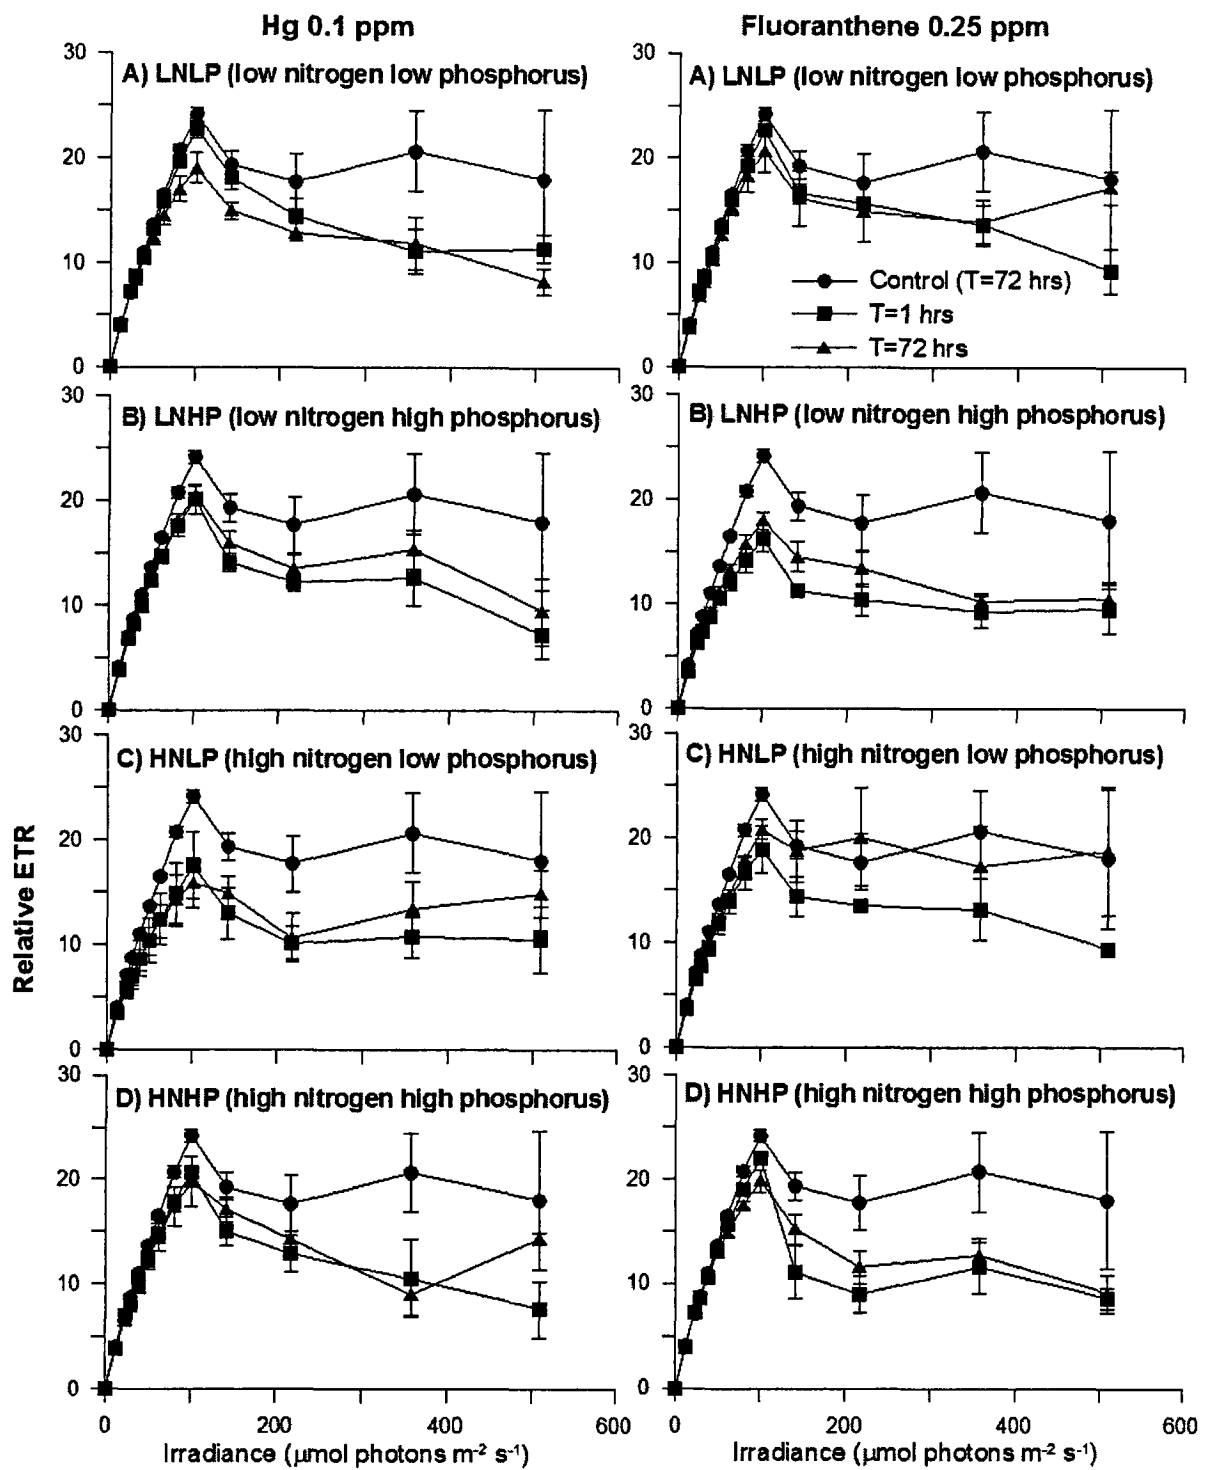 Hg 0.1 ppm
Fluoranthene 0.25 ppm
30
A) LNLP (low nitrogen low phosphorus)
20
10
0
30
A) LNLP (low nitrogen low phosphorus)
20
10
Control (T=72 hrs)
T=1 hrs
T=72 hrs
0
30
B) LNHP (low nitrogen high phosphorus)
20
10
0
30
B) LNHP (low nitrogen high phosphorus)
20
10
0
Relative ETR
30
C) HNLP (high nitrogen low phosphorus)
20
10
0
30
C) HNLP (high nitrogen low phosphorus)
20
10
0
30
D) HNHP (high nitrogen high phosphorus)
20
10
0
0 200 400 600
Irradiance (μmol photons m⁻² s⁻¹)
30
D) HNHP (high nitrogen high phosphorus)
20
10
0
0 200 400 600
Irradiance (μmol photons m⁻² s⁻¹)